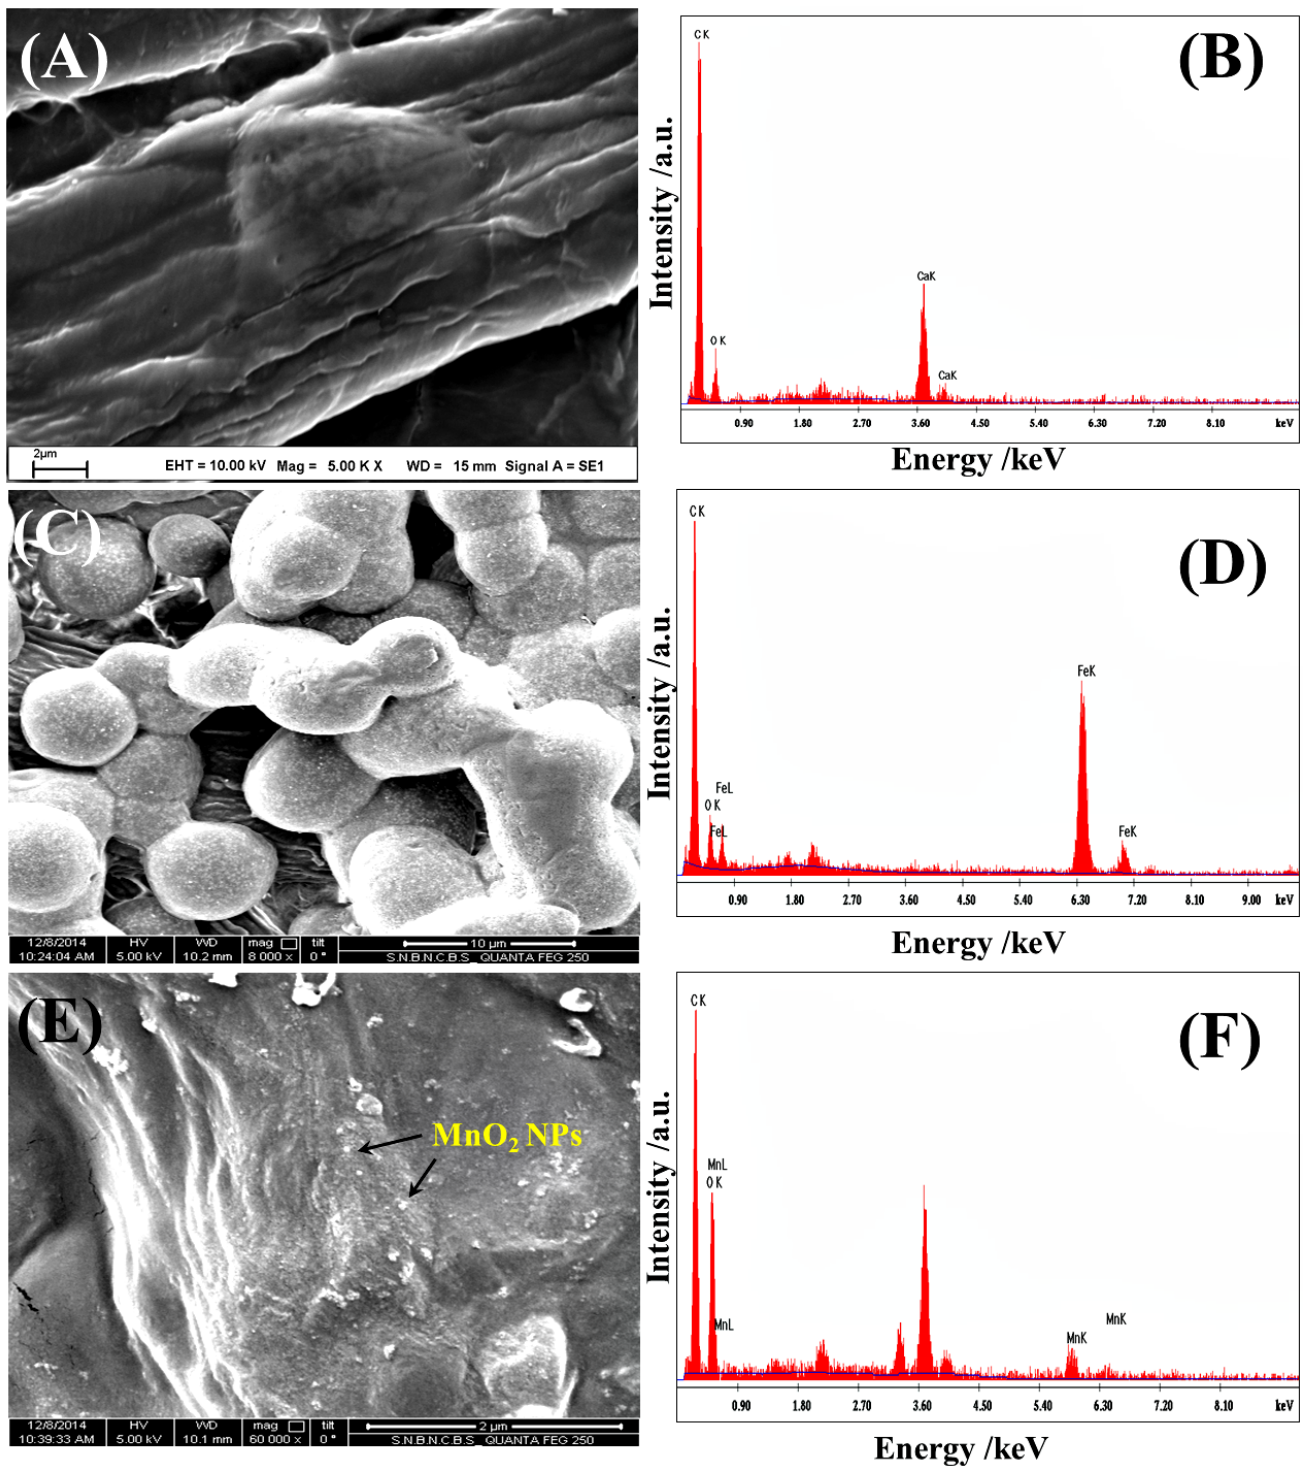 (A)
2µm
EHT = 10.00 kV Mag = 5.00 K X WD = 15 mm Signal A = SE1
(B)
C K
O K
CaK
CaK
Intensity /a.u.
0.90 1.80 2.70 3.60 4.50 5.40 6.30 7.20 8.10 keV
Energy /keV
(C)
12/8/2014 HV WD mag tilt 10 µm
10:24:04 AM 5.00 kV 10.2 mm 8 000 x 0 ° S.N.B.N.C.B.S_ QUANTA FEG 250
(D)
C K
FeL
O K
FeL
FeK
FeK
Intensity /a.u.
0.90 1.80 2.70 3.60 4.50 5.40 6.30 7.20 8.10 9.00 keV
Energy /keV
(E)
MnO₂ NPs
12/8/2014 HV WD mag tilt 2 µm
10:39:33 AM 5.00 kV 10.1 mm 60 000 x 0 ° S.N.B.N.C.B.S_ QUANTA FEG 250
(F)
C K
MnL
O K
MnL
MnK
MnK
Intensity /a.u.
0.90 1.80 2.70 3.60 4.50 5.40 6.30 7.20 8.10 keV
Energy /keV